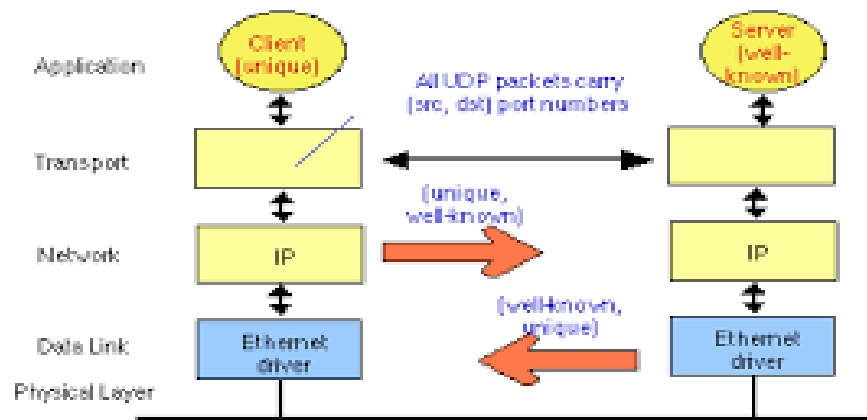 Client
(unique)
Server
(well-
known)
Application
All UDP packets carry
(src, dst) port numbers
Transport
(unique,
well-known)
Network
IP
IP
(well-known,
unique)
Data Link
Ethernet
driver
Ethernet
driver
Physical Layer